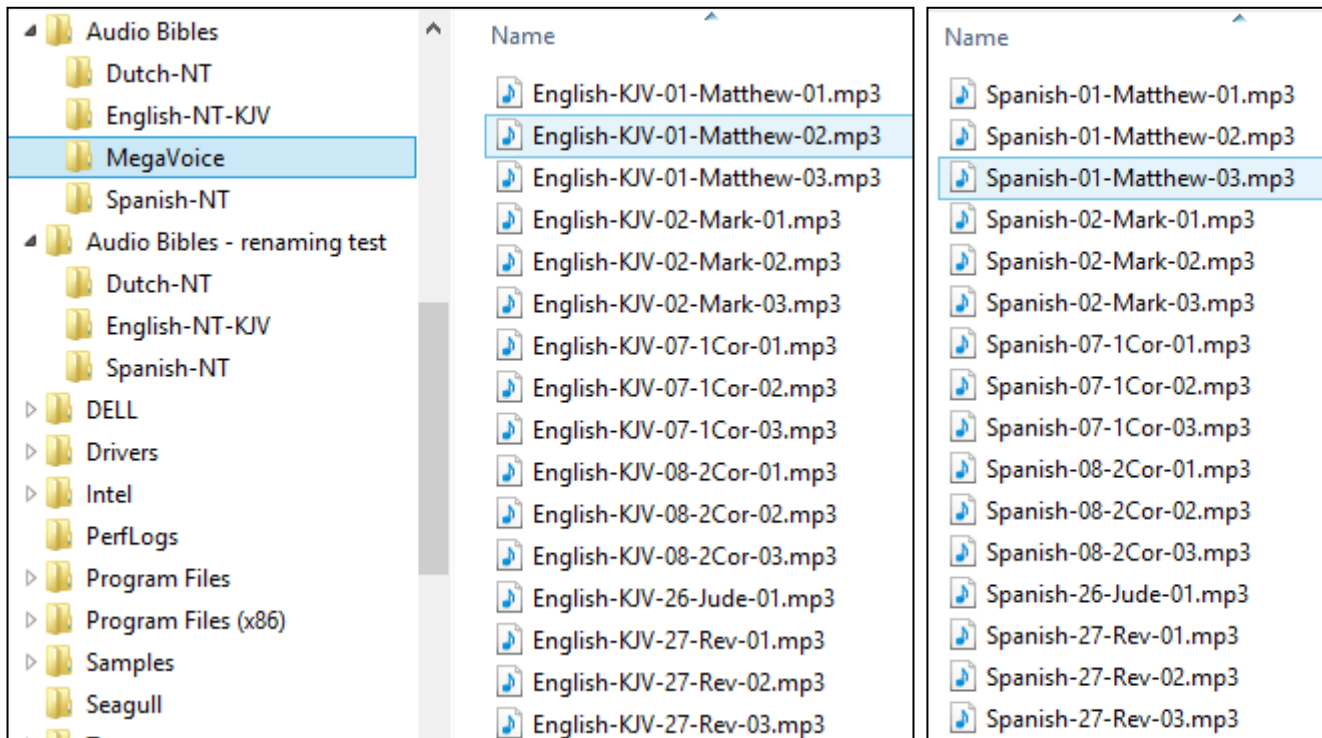 Audio Bibles
Dutch-NT
English-NT-KJV
MegaVoice
Spanish-NT
Audio Bibles - renaming test
Dutch-NT
English-NT-KJV
Spanish-NT
DELL
Drivers
Intel
PerfLogs
Program Files
Program Files (x86)
Samples
Seagull
Name
English-KJV-01-Matthew-01.mp3
English-KJV-01-Matthew-02.mp3
English-KJV-01-Matthew-03.mp3
English-KJV-02-Mark-01.mp3
English-KJV-02-Mark-02.mp3
English-KJV-02-Mark-03.mp3
English-KJV-07-1Cor-01.mp3
English-KJV-07-1Cor-02.mp3
English-KJV-07-1Cor-03.mp3
English-KJV-08-2Cor-01.mp3
English-KJV-08-2Cor-02.mp3
English-KJV-08-2Cor-03.mp3
English-KJV-26-Jude-01.mp3
English-KJV-27-Rev-01.mp3
English-KJV-27-Rev-02.mp3
English-KJV-27-Rev-03.mp3
Name
Spanish-01-Matthew-01.mp3
Spanish-01-Matthew-02.mp3
Spanish-01-Matthew-03.mp3
Spanish-02-Mark-01.mp3
Spanish-02-Mark-02.mp3
Spanish-02-Mark-03.mp3
Spanish-07-1Cor-01.mp3
Spanish-07-1Cor-02.mp3
Spanish-07-1Cor-03.mp3
Spanish-08-2Cor-01.mp3
Spanish-08-2Cor-02.mp3
Spanish-08-2Cor-03.mp3
Spanish-26-Jude-01.mp3
Spanish-27-Rev-01.mp3
Spanish-27-Rev-02.mp3
Spanish-27-Rev-03.mp3